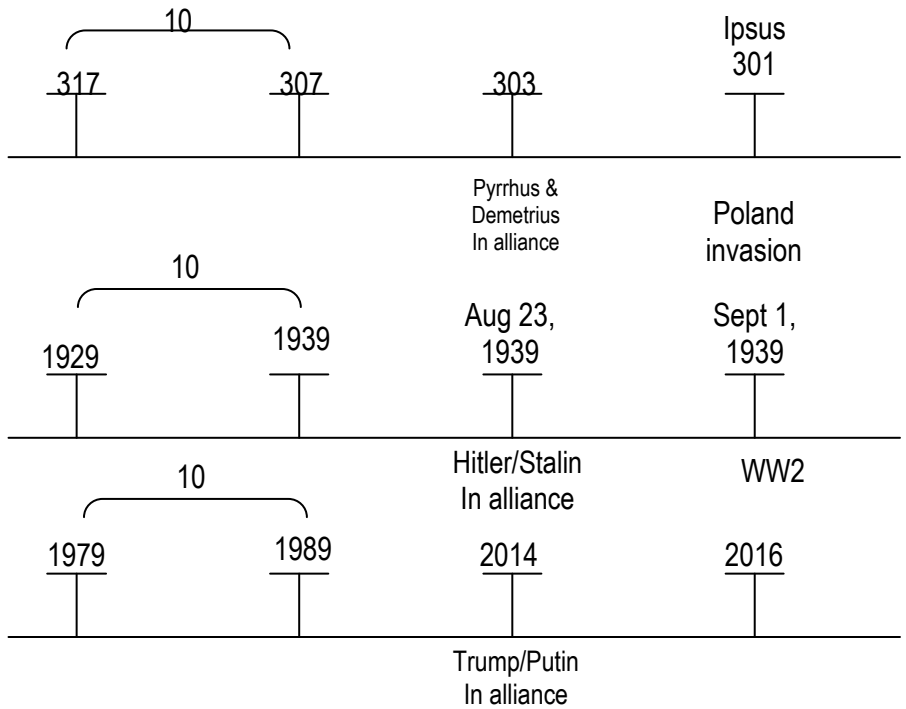 10
Ipsus
317 307 303 301
Pyrrhus &
Demetrius
In alliance
Poland
invasion
10
Aug 23, Sept 1,
1929 1939 1939 1939
Hitler/Stalin
In alliance
WW2
10
1979 1989 2014 2016
Trump/Putin
In alliance